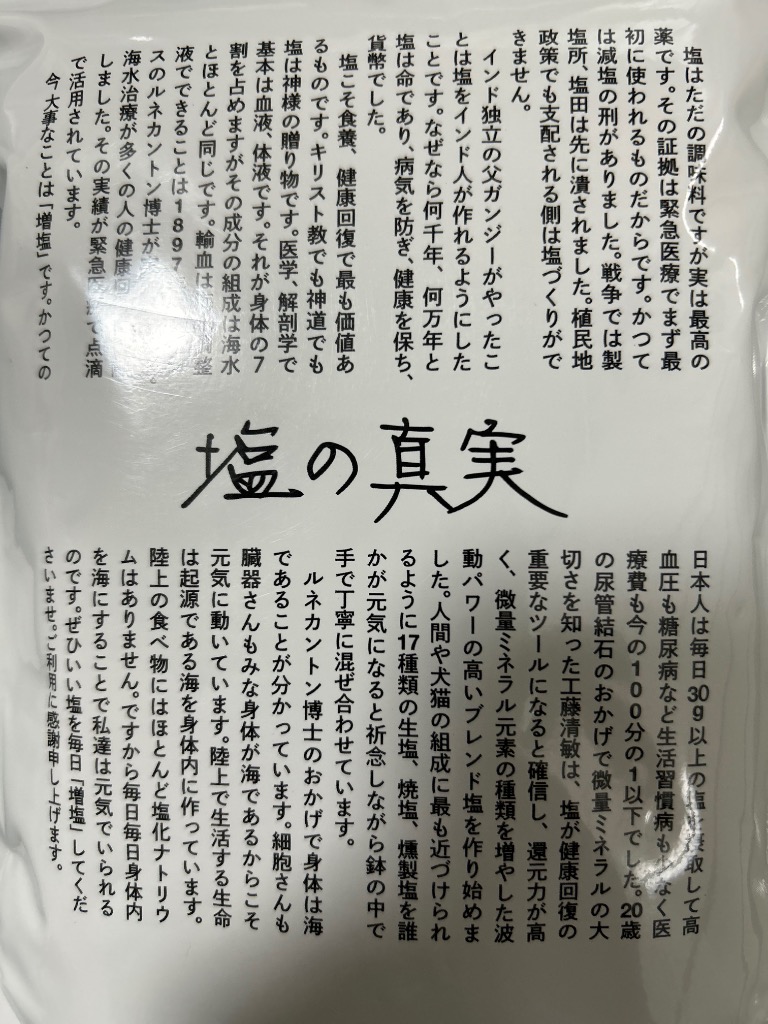 塩はただの調味料ですが実は最高の
薬です。その証拠は緊急医療でまず最
初に使われるものだからです。かつて
は減塩の刑がありました。戦争では製
塩所、塩田は先に潰されました。植民地
政策でも支配される側は塩づくりがで
きません。
インド独立の父ガンジーがやったこ
とは塩をインド人が作れるようにした
ことです。なぜなら何千年、何万年と
塩は命であり、病気を防ぎ、健康を保ち、
貨幣でした。
塩こそ食養、健康回復で最も価値あ
るものです。キリスト教でも神道でも
塩は神様の贈り物です。医学、解剖学で
基本は血液、体液です。それが身体の7
割を占めますがその成分の組成は海水
とほとんど同じです。輸血は 整
液でできることは1897
スのルネカントン博士が 。
海水治療が多くの人の健康回
しました。その実績が緊急医 で点滴
で活用されています。
今大事なことは「増塩」です。かつての
塩の真実
日本人は毎日30g以上の塩を摂取して高
血圧も糖尿病など生活習慣病も少なく医
療費も今の100分の1以下でした。20歳
の尿管結石のおかげで微量ミネラルの大
切さを知った工藤清敏は、塩が健康回復の
重要なツールになると確信し、還元力が高
く、微量ミネラル元素の種類を増やした波
動パワーの高いブレンド塩を作り始めま
した。人間や犬猫の組成に最も近づけられ
るように17種類の生塩、焼塩、燻製塩を誰
かが元気になると祈念しながら鉢の中で
手で丁寧に混ぜ合わせています。
ルネカントン博士のおかげで身体は海
であることが分かっています。細胞さんも
臓器さんもみな身体が海であるからこそ
元気に動いています。陸上で生活する生命
は起源である海を身体内に作っています。
陸上の食べ物にはほとんど塩化ナトリウ
ムはありません。ですから毎日毎日身体内
を海にすることで私達は元気でいられる
のです。ぜひいい塩を毎日「増塩」してくだ
さいませ。ご利用に感謝申し上げます。